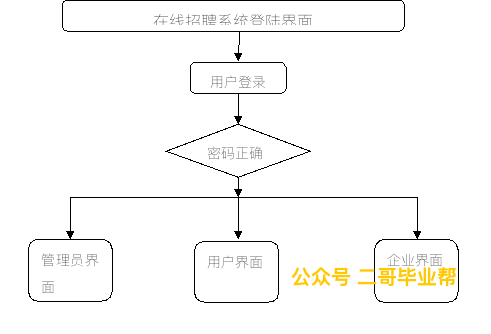 在线招聘系统登陆界面
用户登录
密码正确
管理员界
面
用户界面
企业界面
公众号 二哥毕业帮